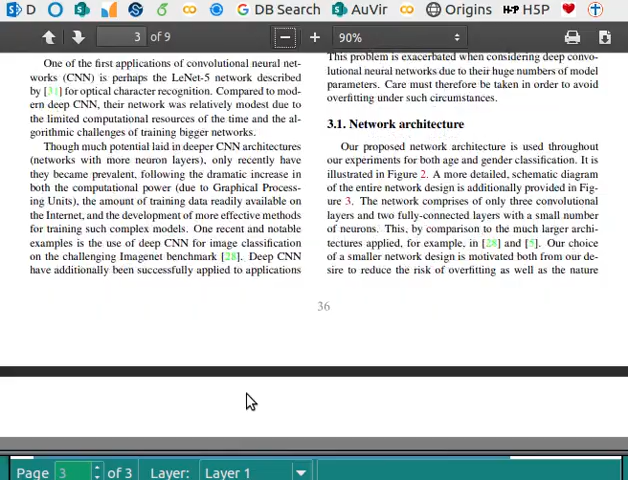 D
DB Search
AuVir
Origins
H-P H5P
3 of 9
90%
One of the first applications of convolutional neural net-
works (CNN) is perhaps the LeNet-5 network described
by [31] for optical character recognition. Compared to mod-
ern deep CNN, their network was relatively modest due to
the limited computational resources of the time and the al-
gorithmic challenges of training bigger networks.
Though much potential laid in deeper CNN architectures
(networks with more neuron layers), only recently have
they became prevalent, following the dramatic increase in
both the computational power (due to Graphical Process-
ing Units), the amount of training data readily available on
the Internet, and the development of more effective methods
for training such complex models. One recent and notable
examples is the use of deep CNN for image classification
on the challenging Imagenet benchmark [28]. Deep CNN
have additionally been successfully applied to applications
This problem is exacerbated when considering deep convo-
lutional neural networks due to their huge numbers of model
parameters. Care must therefore be taken in order to avoid
overfitting under such circumstances.
3.1. Network architecture
Our proposed network architecture is used throughout
our experiments for both age and gender classification. It is
illustrated in Figure 2. A more detailed, schematic diagram
of the entire network design is additionally provided in Fig-
ure 3. The network comprises of only three convolutional
layers and two fully-connected layers with a small number
of neurons. This, by comparison to the much larger archi-
tectures applied, for example, in [28] and [5]. Our choice
of a smaller network design is motivated both from our de-
sire to reduce the risk of overfitting as well as the nature
36
Page 3 of 3 Layer: Layer 1